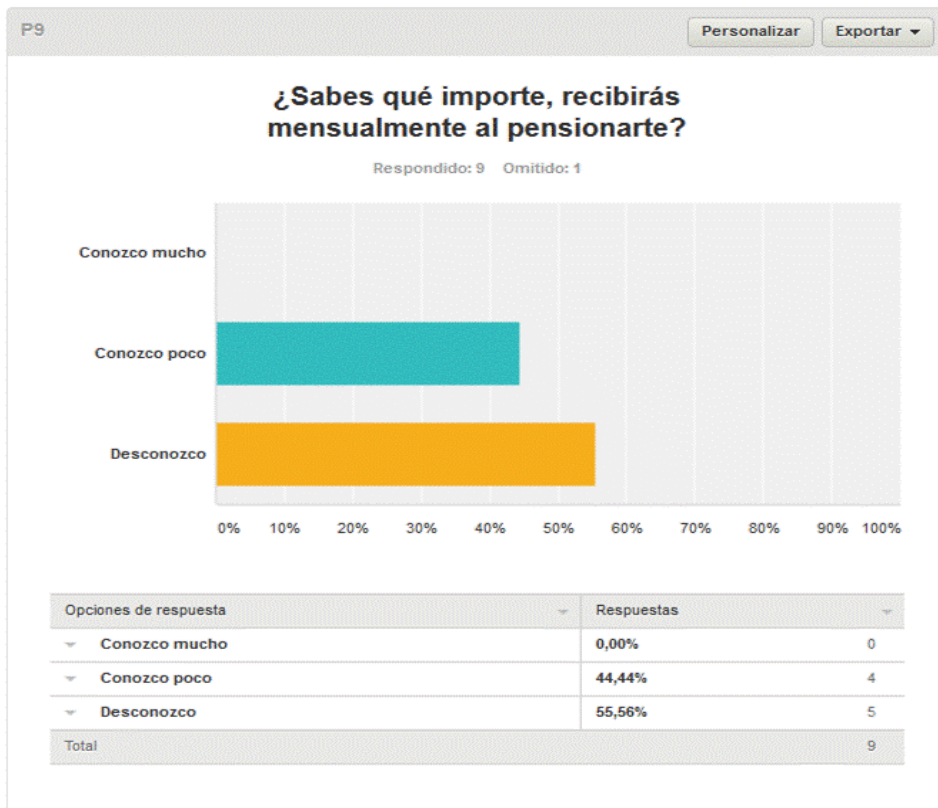 P9
Personalizar
Exportar
¿Sabes qué importe, recibirás
mensualmente al pensionarte?
Respondido: 9 Omitido: 1
Conozco mucho
Conozco poco
Desconozco
0% 10% 20% 30% 40% 50% 60% 70% 80% 90% 100%
Opciones de respuesta Respuestas
Conozco mucho 0,00% 0
Conozco poco 44,44% 4
Desconozco 55,56% 5
Total 9